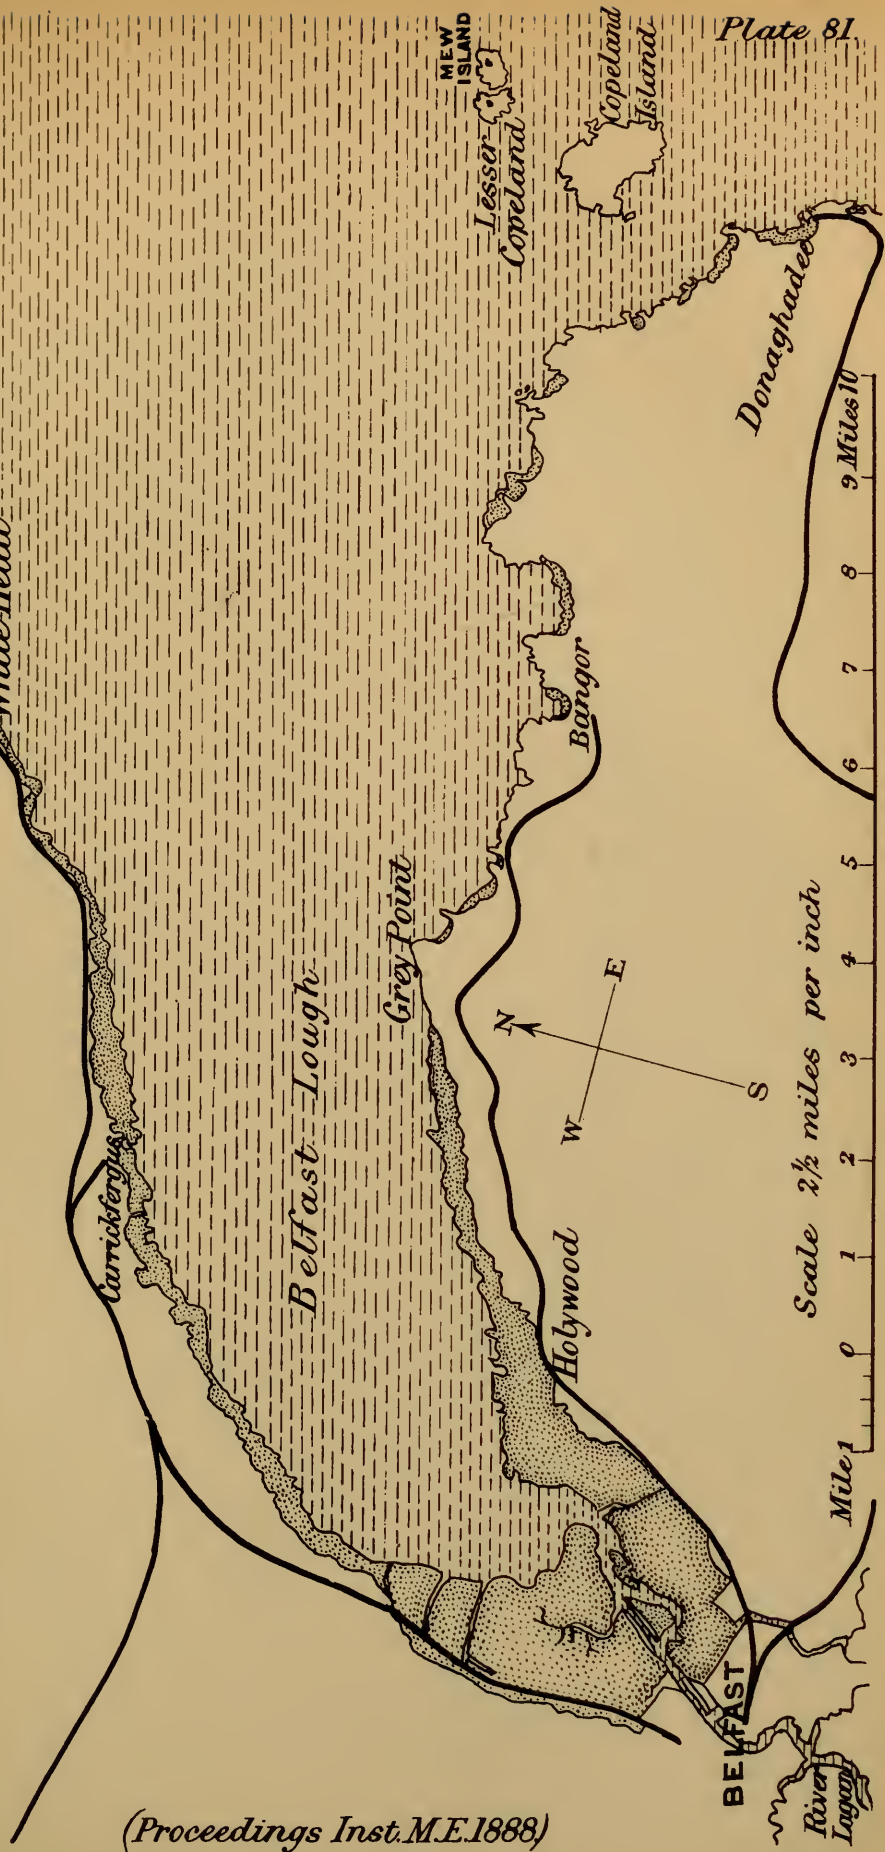 Plate 81.
MEW
ISLAND
Lesser
Copeland
Copeland
Island
Donaghadee
Bangor
Grey Point
Belfast Lough
Carrickfergus
Holywood
BELFAST
River
Lagan
N
E
S
W
Scale 2½ miles per inch
Mile 1 0 1 2 3 4 5 6 7 8 9 Miles 10
(Proceedings Inst. M.E. 1888.)